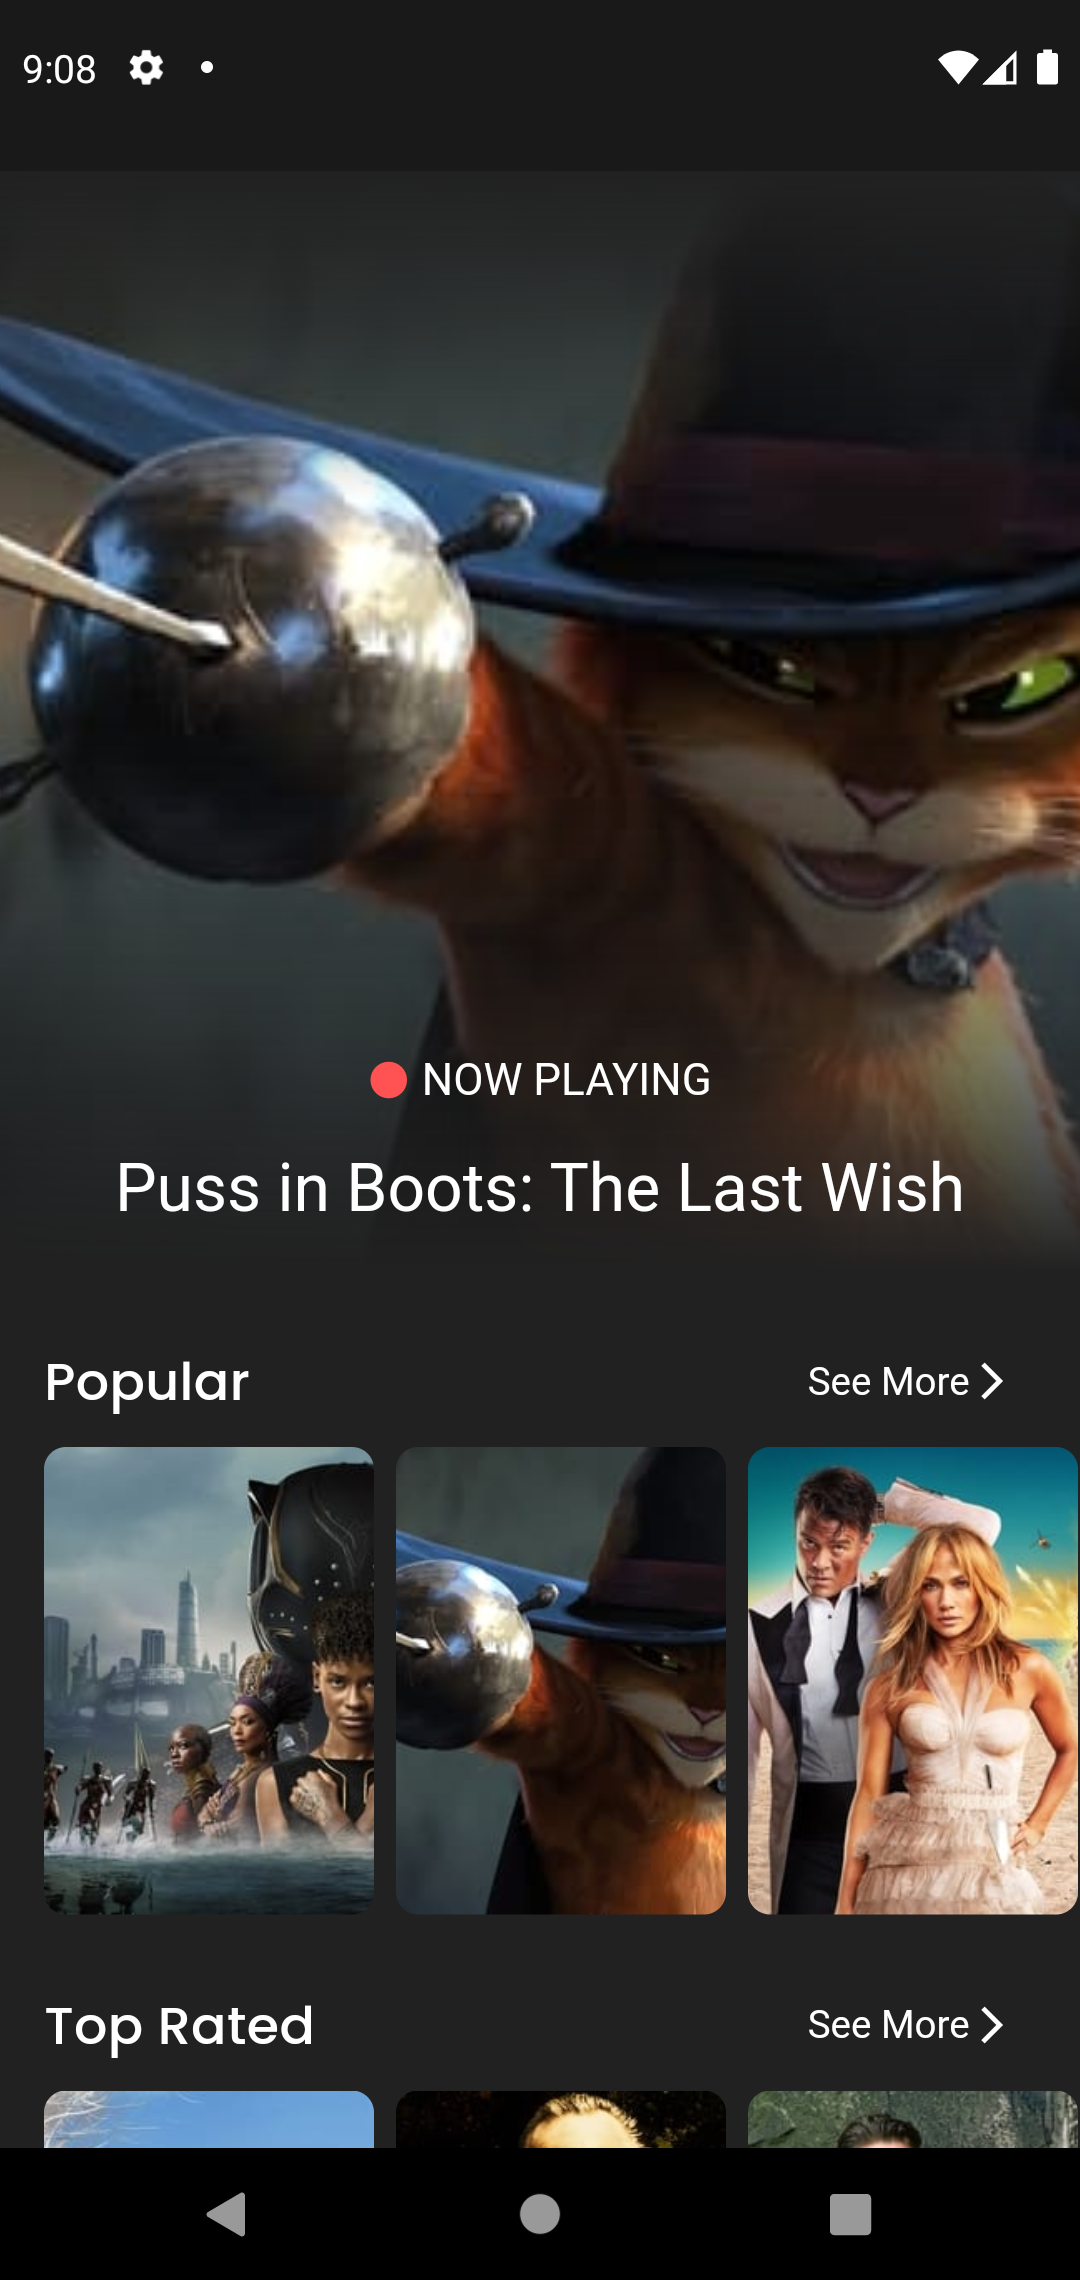 9:08
NOW PLAYING
Puss in Boots: The Last Wish
Popular
See More
Top Rated
See More